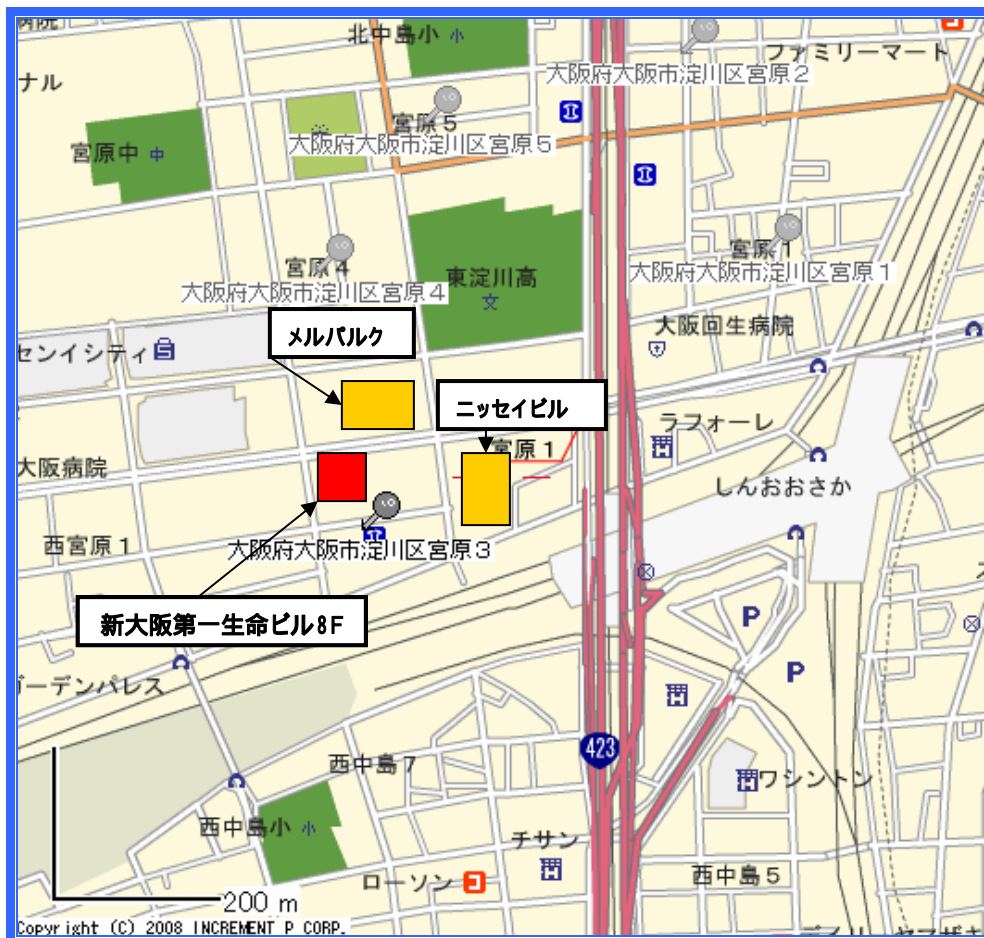 病院
北中島小
ファミリーマート
ナル
大阪府大阪市淀川区宮原2
宮原5
大阪府大阪市淀川区宮原5
宮原中 中
宮原4
大阪府大阪市淀川区宮原4
東淀川高
文
宮原1
大阪府大阪市淀川区宮原1
大阪回生病院
メルパルク
センイシティ
ニッセイビル
ラフォーレ
宮原1
大阪病院
しんおおさか
西宮原1
大阪府大阪市淀川区宮原3
新大阪第一生命ビル8F
P
P
ガーデンパレス
423
西中島7
ワシントン
西中島小
チサン
ローソン
西中島5
200 m
Copyright (C) 2008 INCREMENT P CORP.